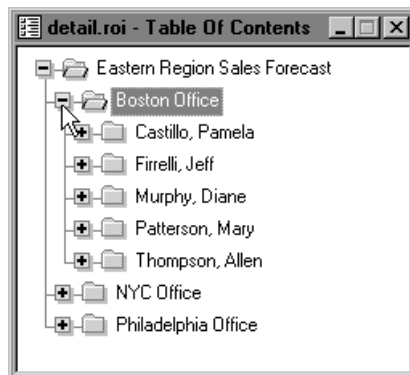 detail.roi - Table Of Contents
Eastern Region Sales Forecast
Boston Office
Castillo, Pamela
Firrelli, Jeff
Murphy, Diane
Patterson, Mary
Thompson, Allen
NYC Office
Philadelphia Office